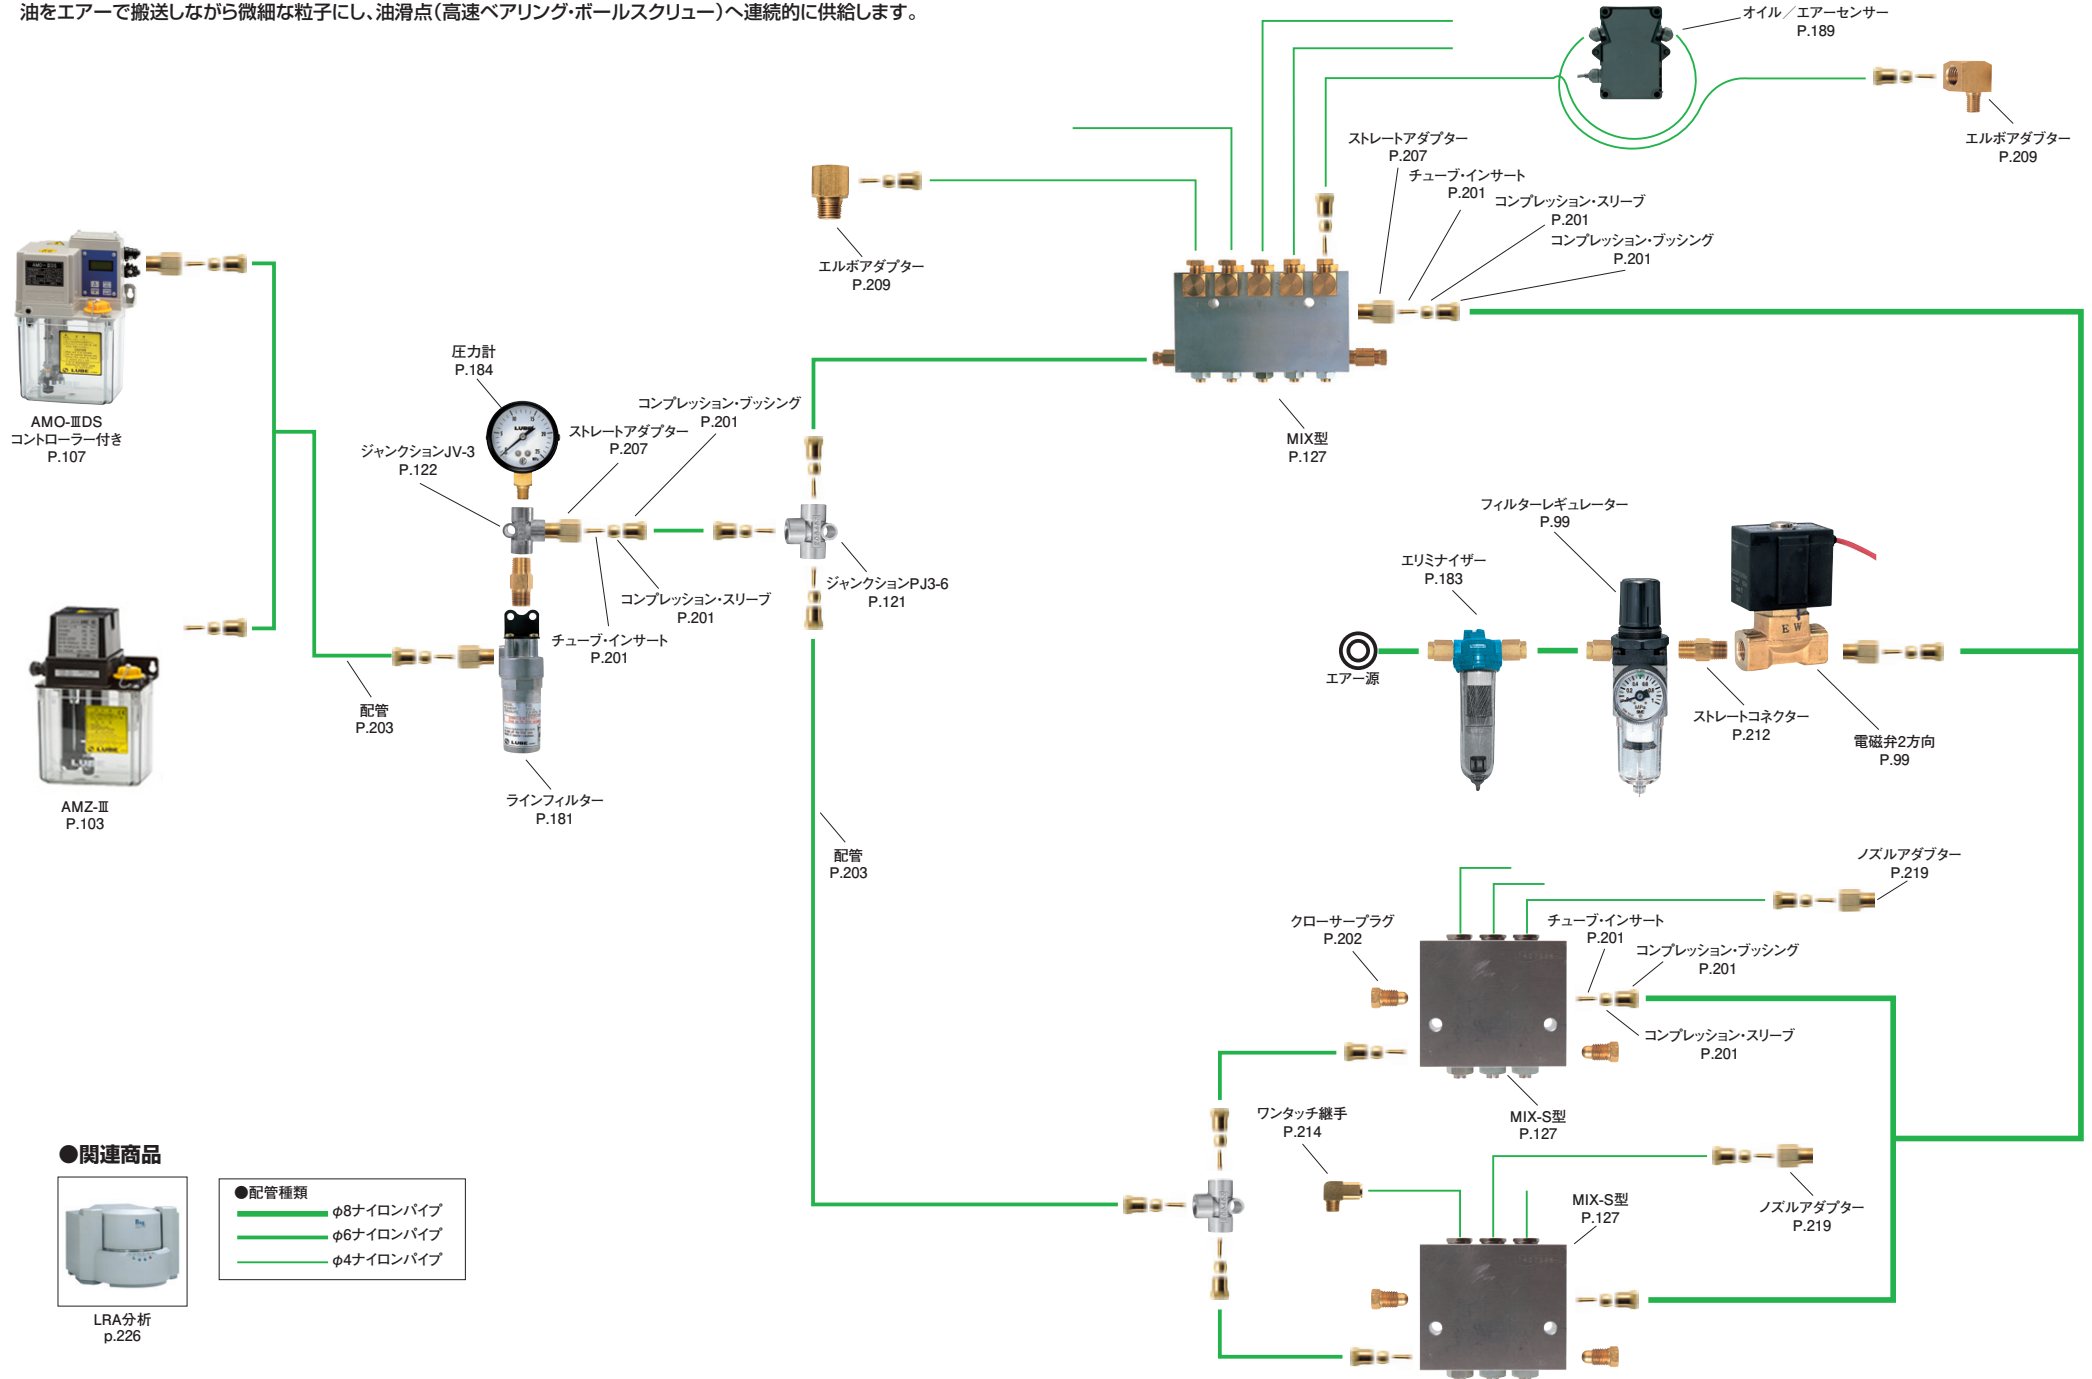 油をエアーで搬送しながら微細な粒子にし、油滑点(高速ベアリング・ボールスクリュー)へ連続的に供給します。
オイル／エアーセンサー
P.189
エルボアダプター
P.209
ストレートアダプター
P.207
チューブ・インサート
P.201
コンプレッション・スリーブ
P.201
コンプレッション・ブッシング
P.201
エルボアダプター
P.209
AMO-ⅢDS
コントローラー付き
P.107
圧力計
P.184
コンプレッション・ブッシング
P.201
ストレートアダプター
P.207
ジャンクションJV-3
P.122
MIX型
P.127
フィルターレギュレーター
P.99
エリミナイザー
P.183
ジャンクションPJ3-6
P.121
コンプレッション・スリーブ
P.201
チューブ・インサート
P.201
EW
エアー源
配管
P.203
ストレートコネクター
P.212
電磁弁2方向
P.99
LUBE
AMZ-Ⅲ
P.103
ラインフィルター
P.181
配管
P.203
ノズルアダプター
P.219
クローサープラグ
P.202
チューブ・インサート
P.201
コンプレッション・ブッシング
P.201
コンプレッション・スリーブ
P.201
MIX-S型
P.127
ワンタッチ継手
P.214
●関連商品
LRA分析
p.226
●配管種類
φ8ナイロンパイプ
φ6ナイロンパイプ
φ4ナイロンパイプ
MIX-S型
P.127
ノズルアダプター
P.219